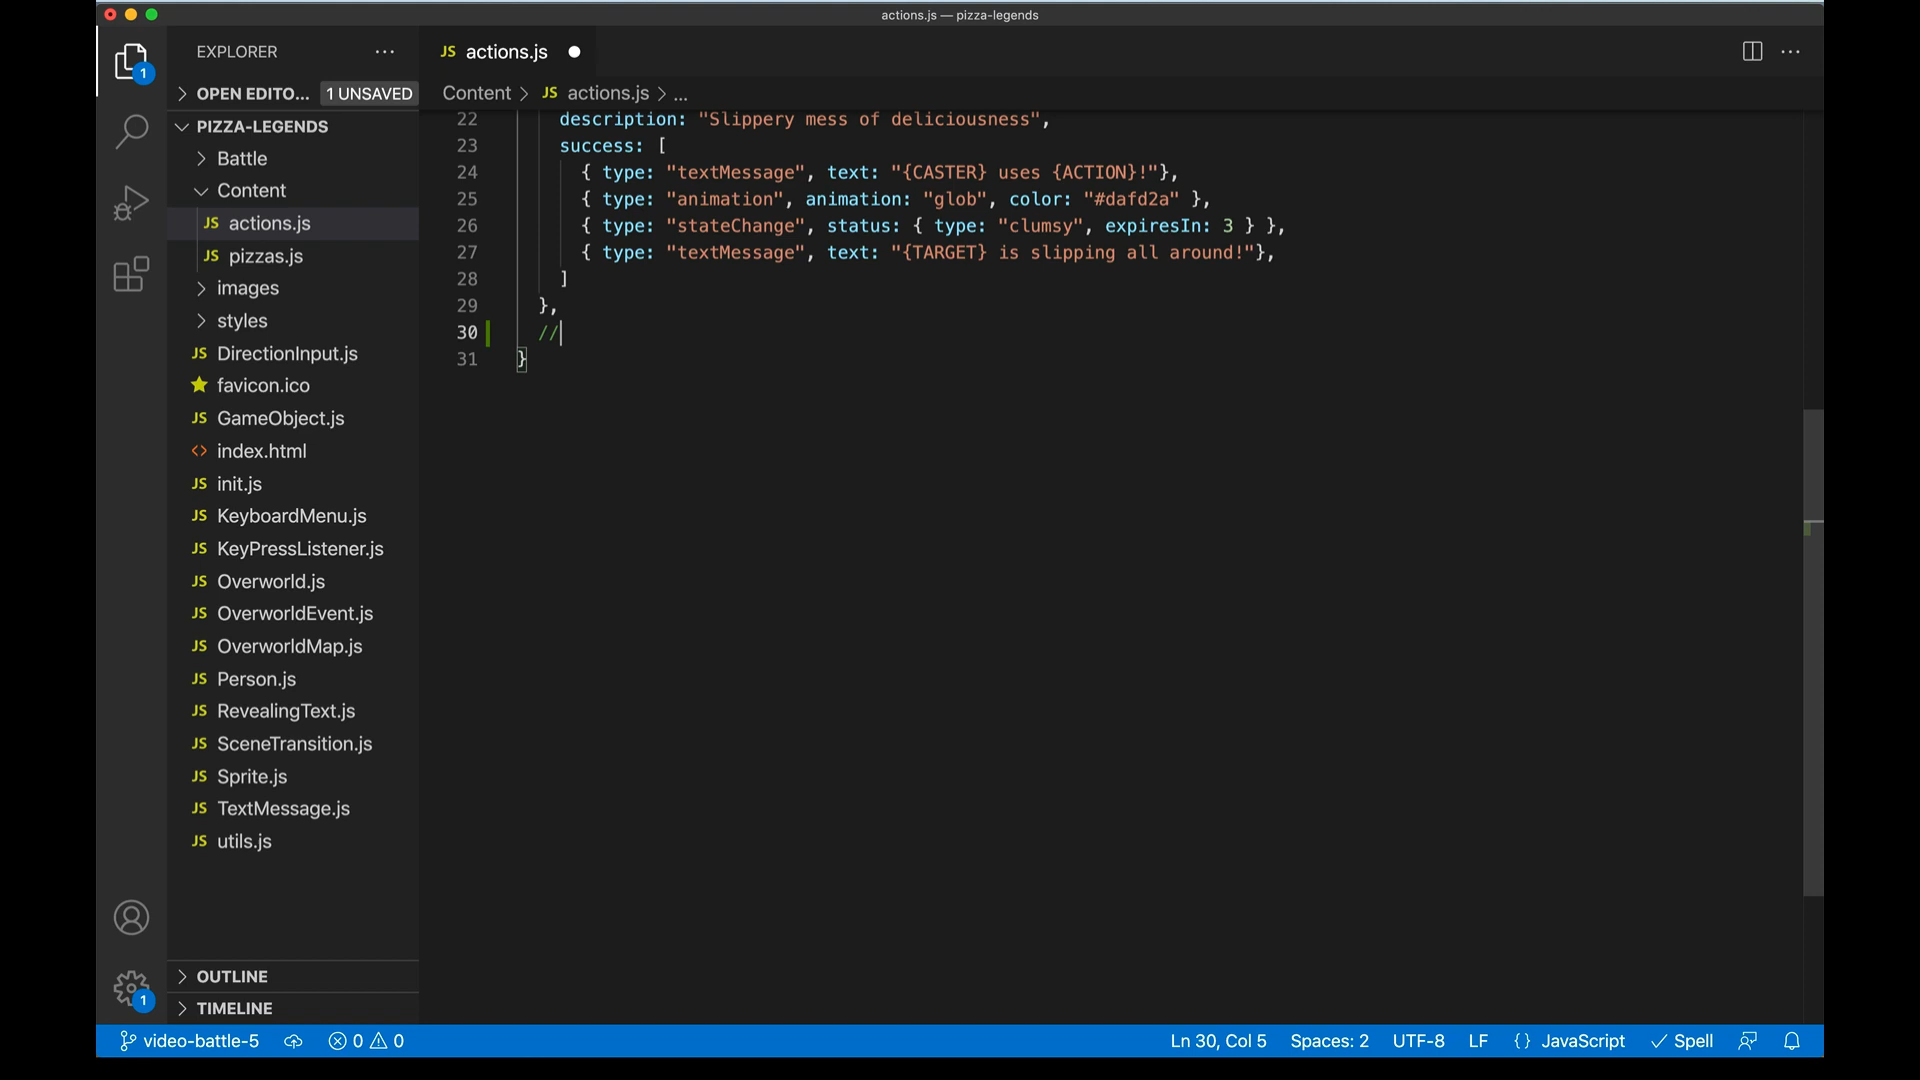 actions.js — pizza-legends
EXPLORER
OPEN EDITO... 1 UNSAVED
PIZZA-LEGENDS
Battle
Content
JS actions.js
JS pizzas.js
images
styles
JS DirectionInput.js
favicon.ico
JS GameObject.js
<> index.html
JS init.js
JS KeyboardMenu.js
JS KeyPressListener.js
JS Overworld.js
JS OverworldEvent.js
JS OverworldMap.js
JS Person.js
JS RevealingText.js
JS SceneTransition.js
JS Sprite.js
JS TextMessage.js
JS utils.js
OUTLINE
TIMELINE
1
1
JS actions.js
Content > JS actions.js > ...
22 description: "Slippery mess of deliciousness",
23 success: [
24 { type: "textMessage", text: "{CASTER} uses {ACTION}!"},
25 { type: "animation", animation: "glob", color: "#dafd2a" },
26 { type: "stateChange", status: { type: "clumsy", expiresIn: 3 } },
27 { type: "textMessage", text: "{TARGET} is slipping all around!"},
28 ]
29 },
30 //
31 }
video-battle-5 0 0 Ln 30, Col 5 Spaces: 2 UTF-8 LF {} JavaScript Spell